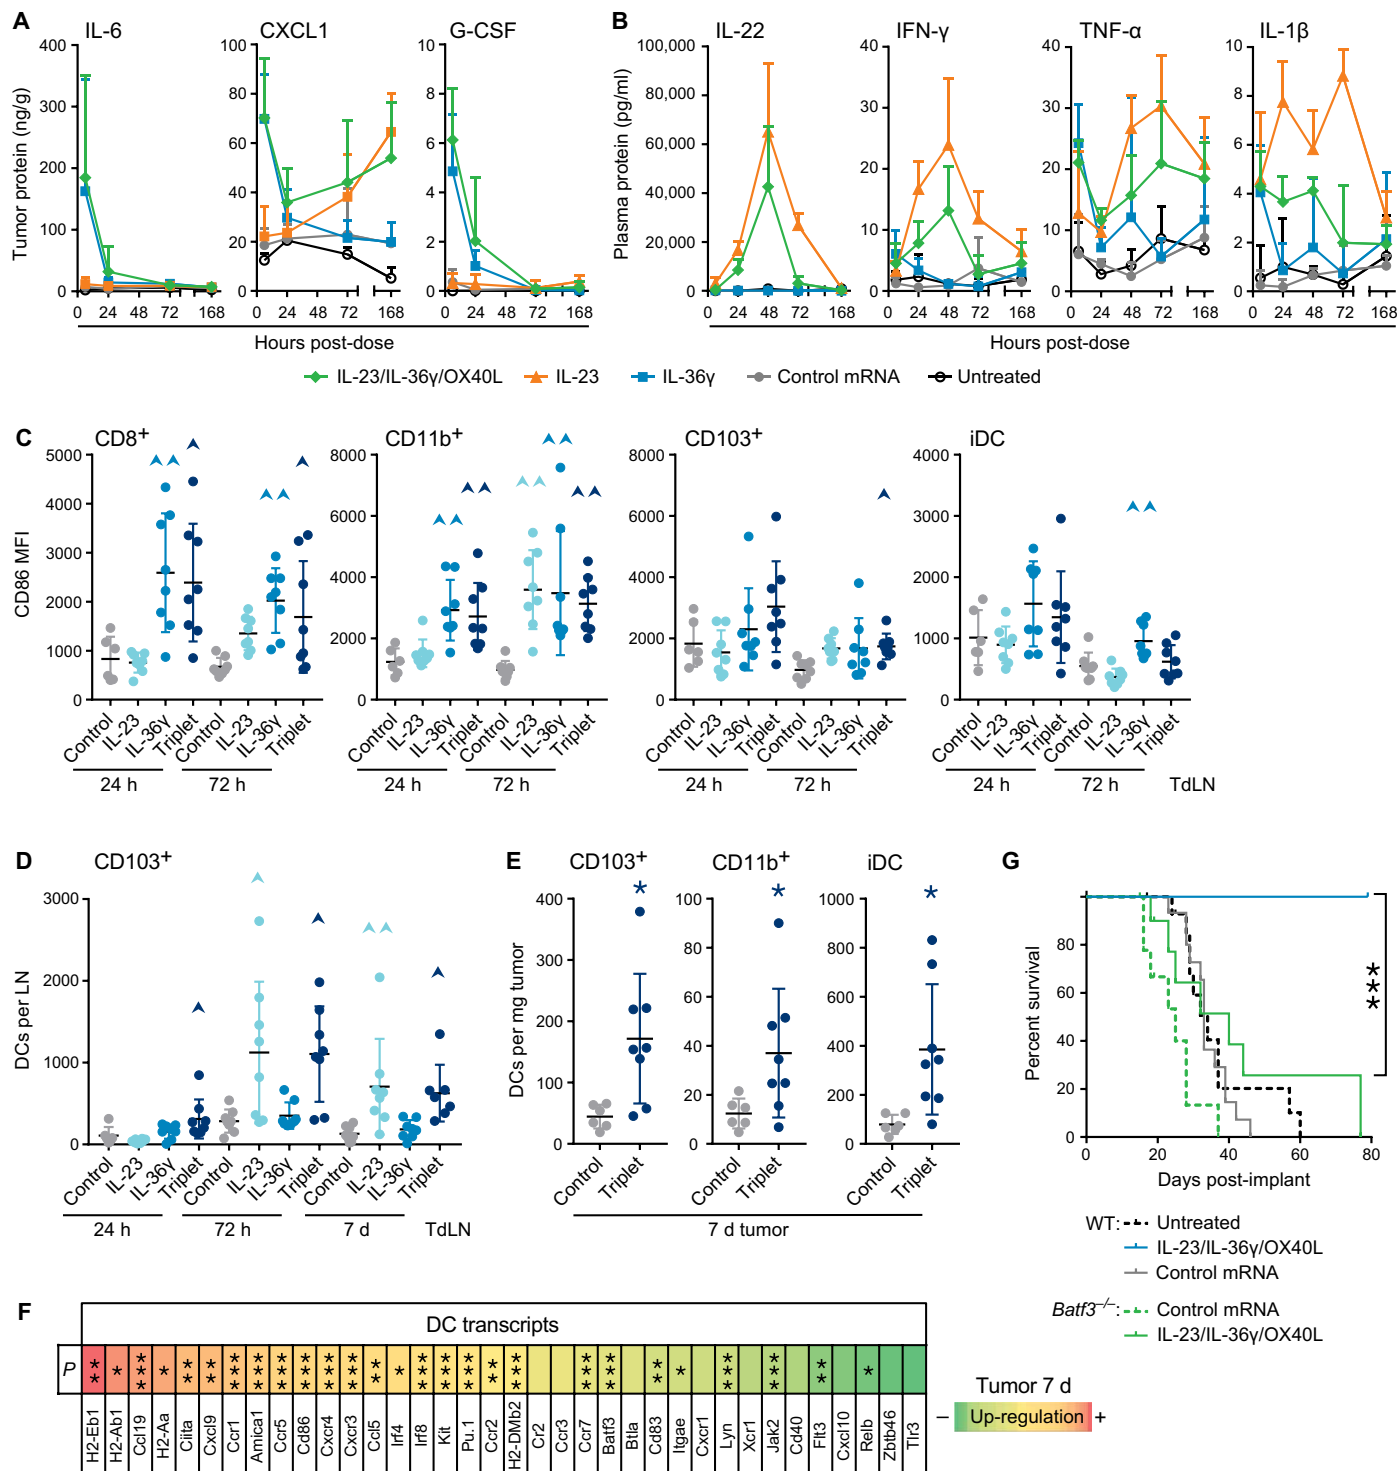 A
IL-6
CXCL1
G-CSF
Tumor protein (ng/g)
400
300
200
100
0
100
80
60
40
20
0
10
8
6
4
2
0
0 24 48 72 168
0 24 48 72 168
0 24 48 72 168
Hours post-dose
B
IL-22
IFN-γ
TNF-α
IL-1β
Plasma protein (pg/ml)
100,000
80,000
60,000
40,000
20,000
0
40
30
20
10
0
40
30
20
10
0
10
8
6
4
2
0
0 24 48 72 168
0 24 48 72 168
0 24 48 72 168
0 24 48 72 168
Hours post-dose
IL-23/IL-36γ/OX40L IL-23 IL-36γ Control mRNA Untreated
C
CD8+
CD11b+
CD103+
iDC
CD86 MFI
5000
4000
3000
2000
1000
0
8000
6000
4000
2000
0
8000
6000
4000
2000
0
4000
3000
2000
1000
0
Control IL-23 IL-36γ Triplet Control IL-23 IL-36γ Triplet
Control IL-23 IL-36γ Triplet Control IL-23 IL-36γ Triplet
Control IL-23 IL-36γ Triplet Control IL-23 IL-36γ Triplet
Control IL-23 IL-36γ Triplet Control IL-23 IL-36γ Triplet
24 h 72 h
24 h 72 h
24 h 72 h
24 h 72 h TdLN
D
CD103+
DCs per LN
3000
2000
1000
0
Control IL-23 IL-36γ Triplet Control IL-23 IL-36γ Triplet Control IL-23 IL-36γ Triplet
24 h 72 h 7 d TdLN
E
CD103+
CD11b+
iDC
DCs per mg tumor
400
300
200
100
0
*
100
80
60
40
20
0
*
1000
800
600
400
200
0
*
Control Triplet
Control Triplet
Control Triplet
7 d tumor
G
Percent survival
80
60
40
20
0
***
0 20 40 60 80
Days post-implant
WT: Untreated
IL-23/IL-36γ/OX40L
Control mRNA
Batf3–/–: Control mRNA
IL-23/IL-36γ/OX40L
F
DC transcripts
P ** * *** * ** ** *** *** *** *** *** *** ** * *** *** *** ** *** *** *** ** * *** *** ** *
H2-Eb1 H2-Ab1 Ccl19 H2-Aa Ciita Cxcl9 Ccr1 Amica1 Ccr5 Cd86 Cxcr4 Cxcr3 Ccl5 Irf4 Irf8 Kit Pu.1 Ccr2 H2-DMb2 Cr2 Ccr3 Ccr7 Batf3 Btla Cd83 Itgae Cxcr1 Lyn Xcr1 Jak2 Cd40 Flt3 Cxcl10 Relb Zbtb46 Tlr3
Tumor 7 d
– Up-regulation +